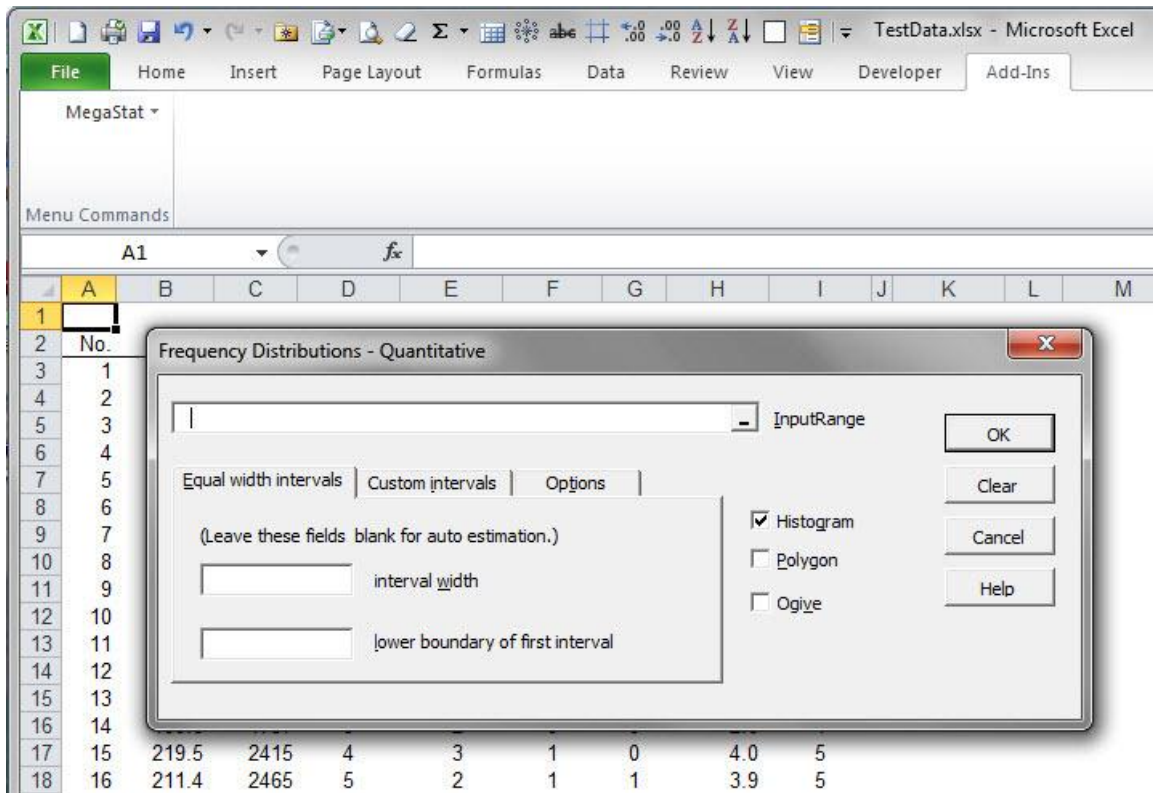 TestData.xlsx - Microsoft Excel
File Home Insert Page Layout Formulas Data Review View Developer Add-Ins
MegaStat
Menu Commands
A1 fx
A B C D E F G H I J K L M
1
2 No.
Frequency Distributions - Quantitative
3 1
4 2
5 3
InputRange
OK
6 4
7 5
Equal width intervals Custom intervals Options
Clear
8 6
9 7
(Leave these fields blank for auto estimation.)
Histogram
Cancel
10 8
interval width
Polygon
11 9
Help
12 10
Ogive
13 11
lower boundary of first interval
14 12
15 13
16 14
17 15 219.5 2415 4 3 1 0 4.0 5
18 16 211.4 2465 5 2 1 1 3.9 5